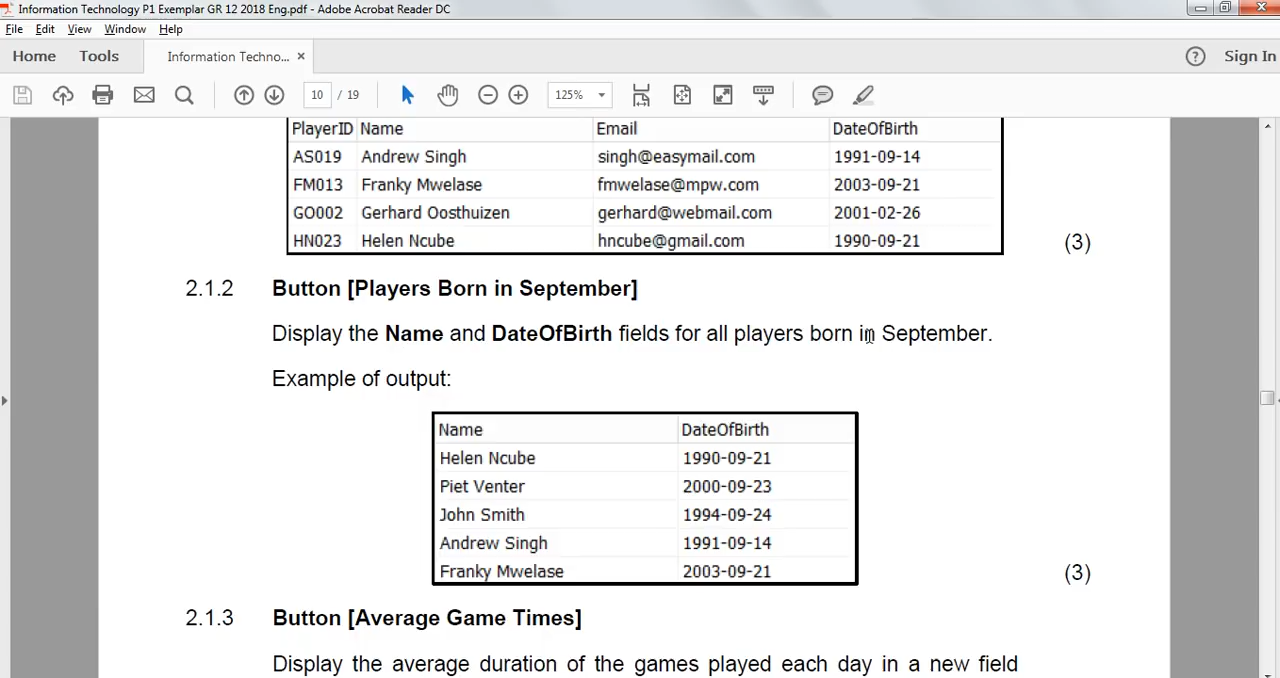 Information Technology P1 Exemplar GR 12 2018 Eng.pdf - Adobe Acrobat Reader DC
File Edit View Window Help
Home Tools Information Techno... × ? Sign In
10 / 19 125%
PlayerID Name Email DateOfBirth
AS019 Andrew Singh singh@easymail.com 1991-09-14
FM013 Franky Mwelase fmwelase@mpw.com 2003-09-21
GO002 Gerhard Oosthuizen gerhard@webmail.com 2001-02-26
HN023 Helen Ncube hncube@gmail.com 1990-09-21
(3)
2.1.2 Button [Players Born in September]
Display the Name and DateOfBirth fields for all players born in September.
Example of output:
Name DateOfBirth
Helen Ncube 1990-09-21
Piet Venter 2000-09-23
John Smith 1994-09-24
Andrew Singh 1991-09-14
Franky Mwelase 2003-09-21
(3)
2.1.3 Button [Average Game Times]
Display the average duration of the games played each day in a new field